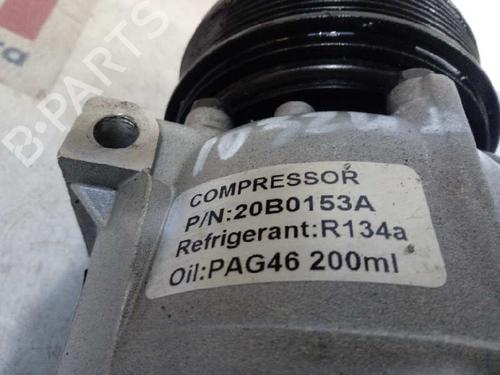 B-PARTS
COMPRESSOR
P/N:20B0153A
Refrigerant:R134a
Oil:PAG46 200ml